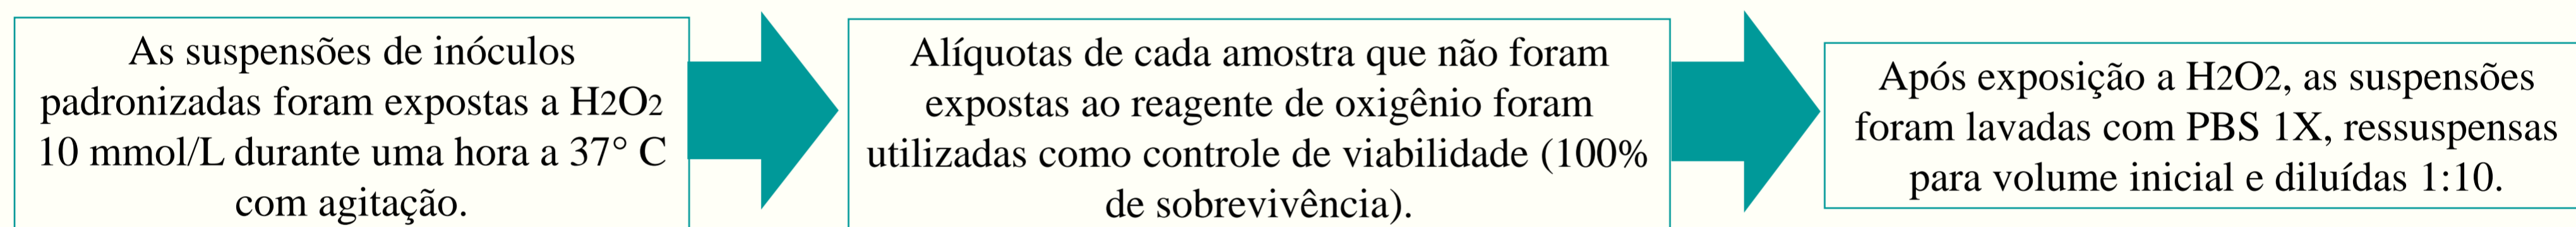 As suspensões de inóculos
padronizadas foram expostas a H2O2
10 mmol/L durante uma hora a 37° C
com agitação.
Alíquotas de cada amostra que não foram
expostas ao reagente de oxigênio foram
utilizadas como controle de viabilidade (100%
de sobrevivência).
Após exposição a H2O2, as suspensões
foram lavadas com PBS 1X, ressuspensas
para volume inicial e diluídas 1:10.